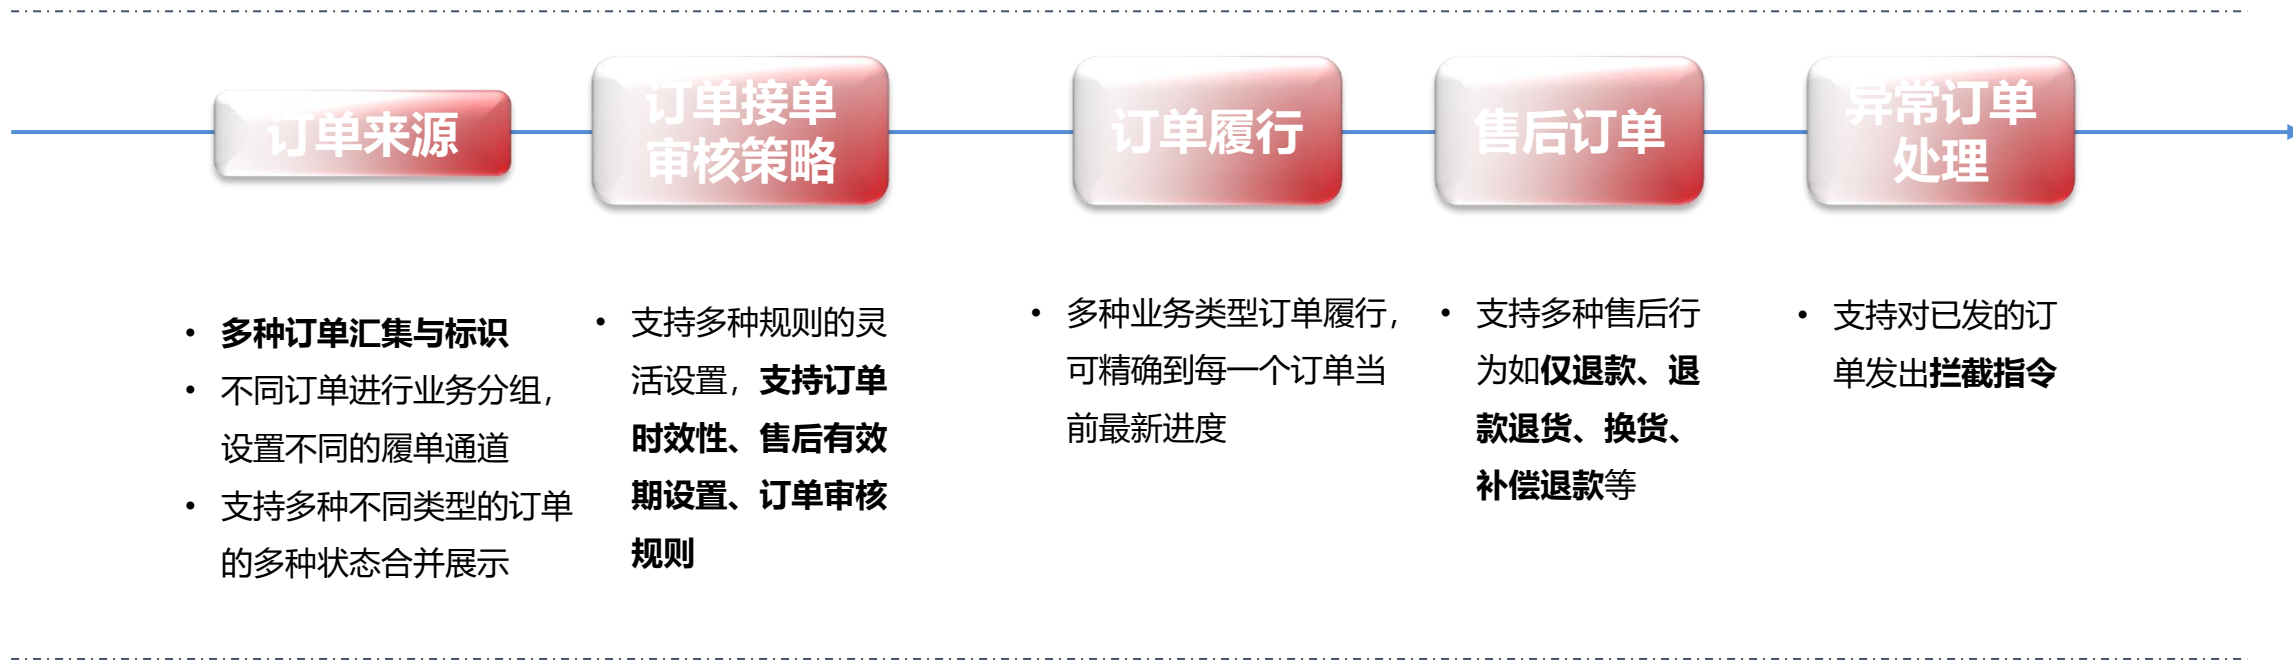 订单来源
订单接单
审核策略
订单履行
售后订单
异常订单
处理
• 多种订单汇集与标识
• 不同订单进行业务分组，
设置不同的履单通道
• 支持多种不同类型的订单
的多种状态合并展示
• 支持多种规则的灵
活设置，支持订单
时效性、售后有效
期设置、订单审核
规则
• 多种业务类型订单履行，
可精确到每一个订单当
前最新进度
• 支持多种售后行
为如仅退款、退
款退货、换货、
补偿退款等
• 支持对已发的订
单发出拦截指令